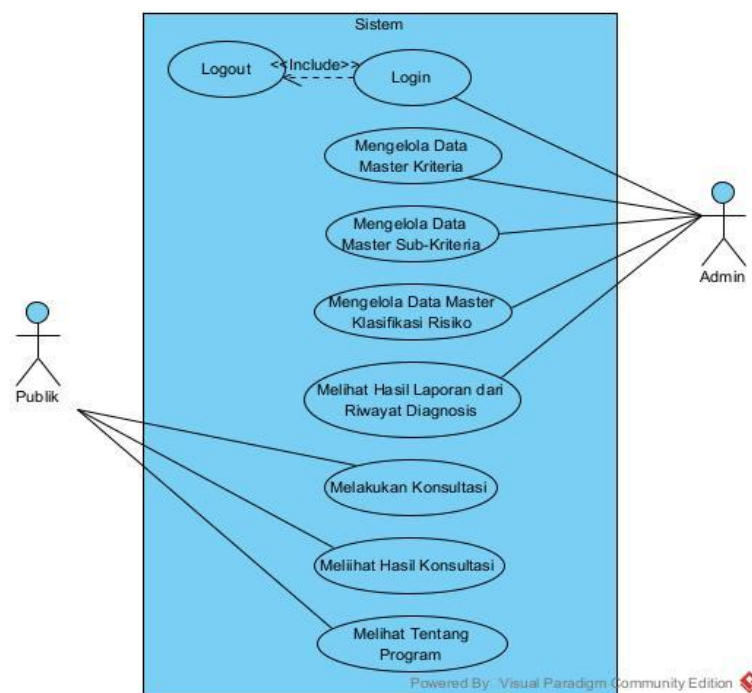 Sistem
Logout
<<Include>>
Login
Mengelola Data
Master Kriteria
Mengelola Data
Master Sub-Kriteria
Admin
Mengelola Data Master
Klasifikasi Risiko
Publik
Melihat Hasil Laporan dari
Riwayat Diagnosis
Melakukan Konsultasi
Meliihat Hasil Konsultasi
Melihat Tentang
Program
Powered By Visual Paradigm Community Edition